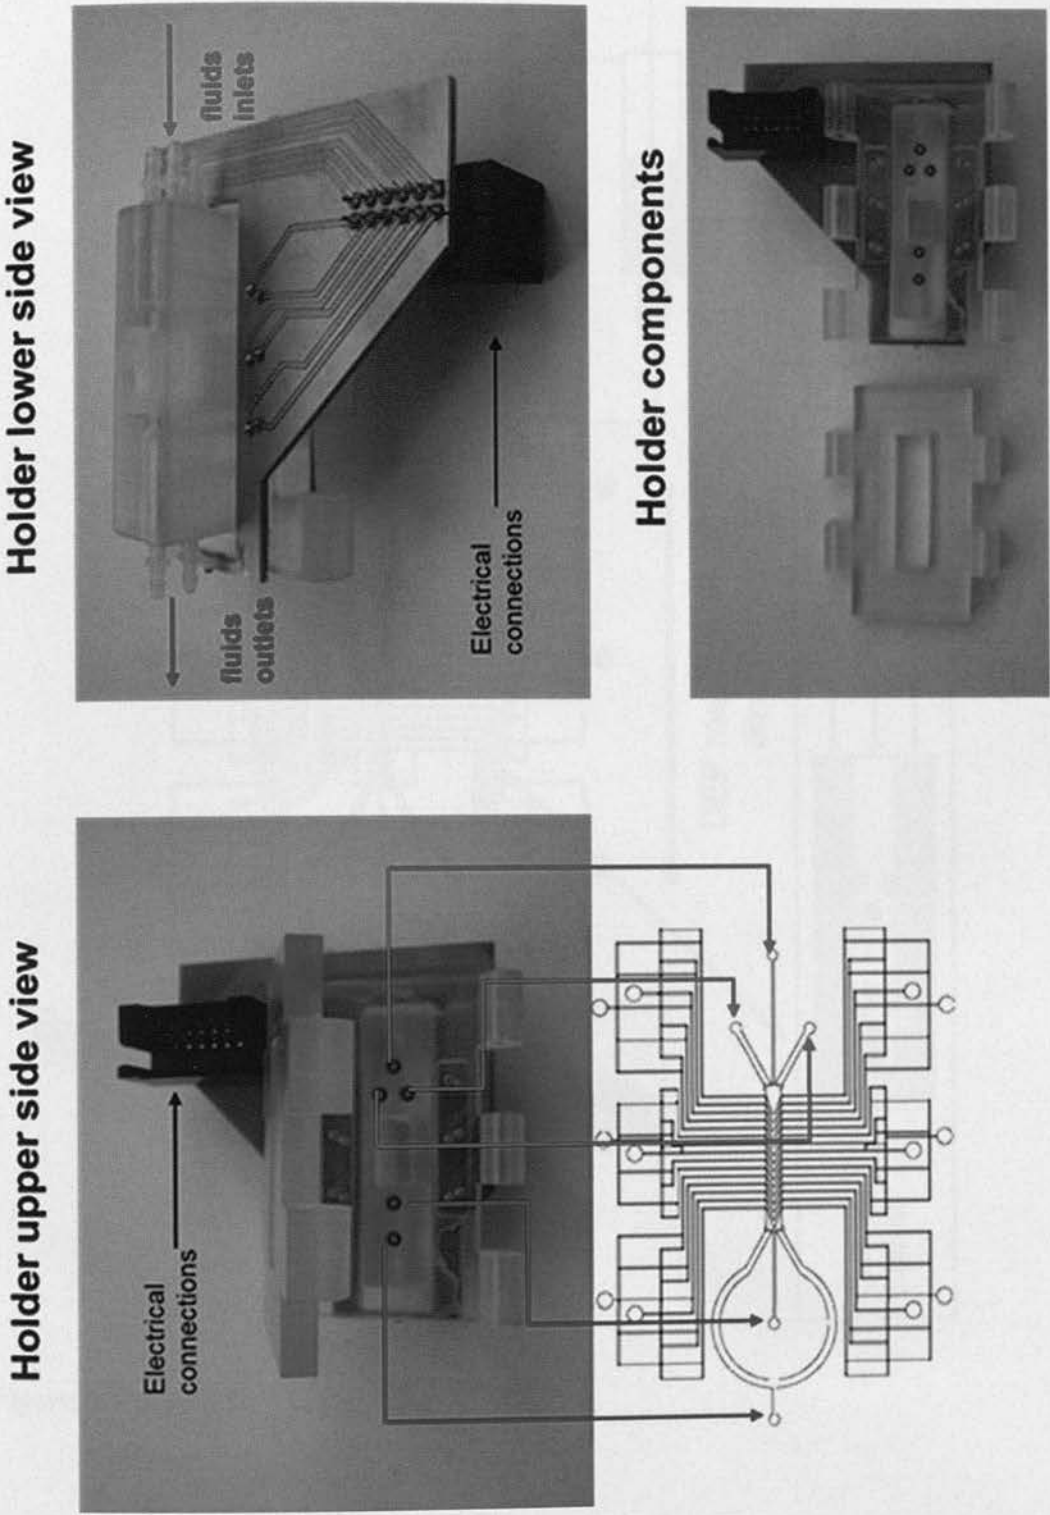 Holder upper side view
Electrical
connections
Holder lower side view
fluids
outlets
fluids
inlets
Electrical
connections
Holder components